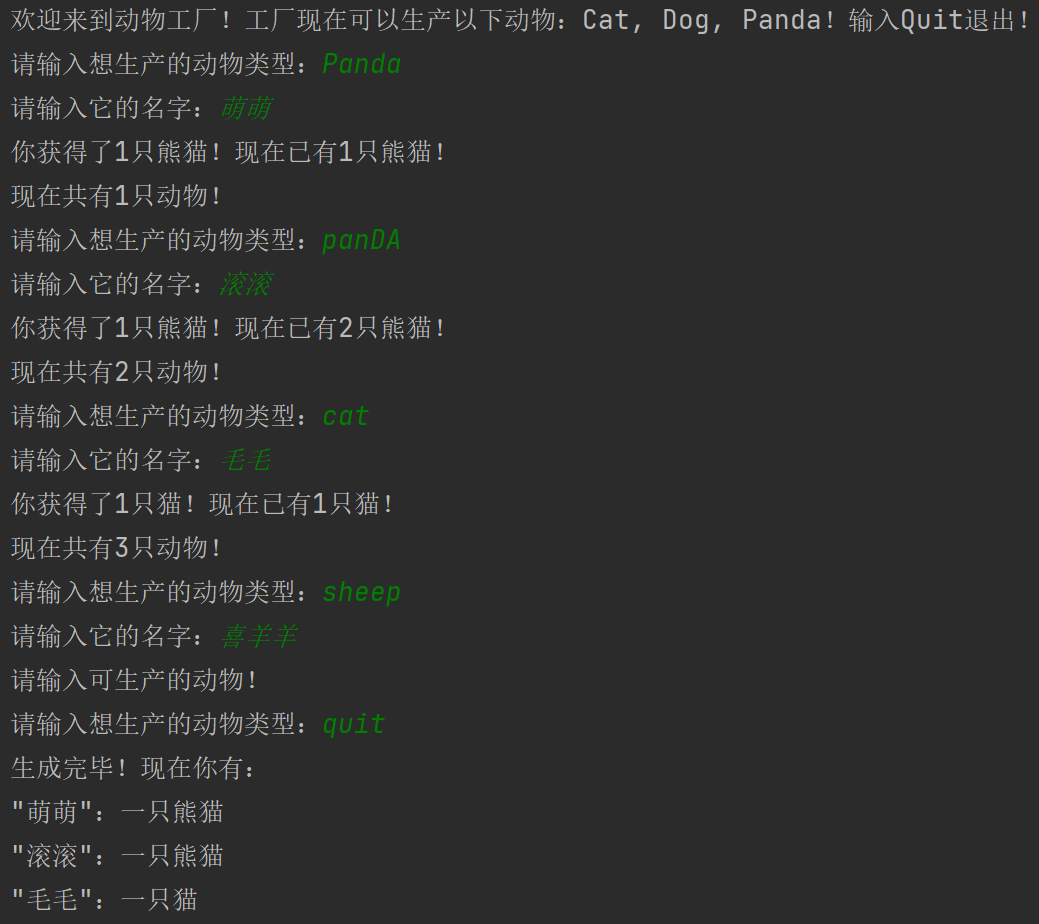 欢迎来到动物工厂！工厂现在可以生产以下动物：Cat, Dog, Panda！输入Quit退出！
请输入想生产的动物类型：Panda
请输入它的名字：萌萌
你获得了1只熊猫！现在已有1只熊猫！
现在共有1只动物！
请输入想生产的动物类型：panDA
请输入它的名字：滚滚
你获得了1只熊猫！现在已有2只熊猫！
现在共有2只动物！
请输入想生产的动物类型：cat
请输入它的名字：毛毛
你获得了1只猫！现在已有1只猫！
现在共有3只动物！
请输入想生产的动物类型：sheep
请输入它的名字：喜羊羊
请输入可生产的动物！
请输入想生产的动物类型：quit
生成完毕！现在你有：
"萌萌"：一只熊猫
"滚滚"：一只熊猫
"毛毛"：一只猫